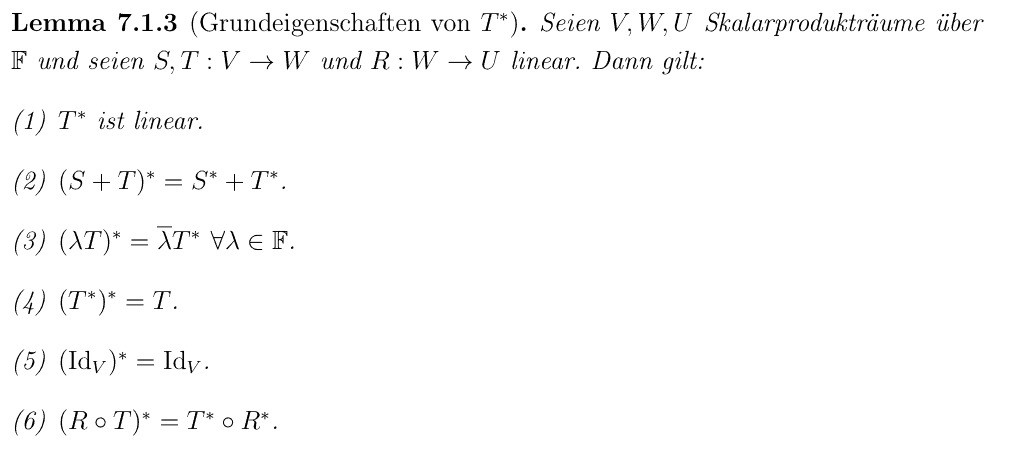 Lemma 7.1.3 (Grundeigenschaften von T*). Seien V, W, U Skalarprodukträume über
𝔽 und seien S, T : V → W und R : W → U linear. Dann gilt:
(1) T* ist linear.
(2) (S + T)* = S* + T*.
(3) (λT)* = λ̅T* ∀λ ∈ 𝔽.
(4) (T*)* = T.
(5) (Id_V)* = Id_V.
(6) (R ∘ T)* = T* ∘ R*.